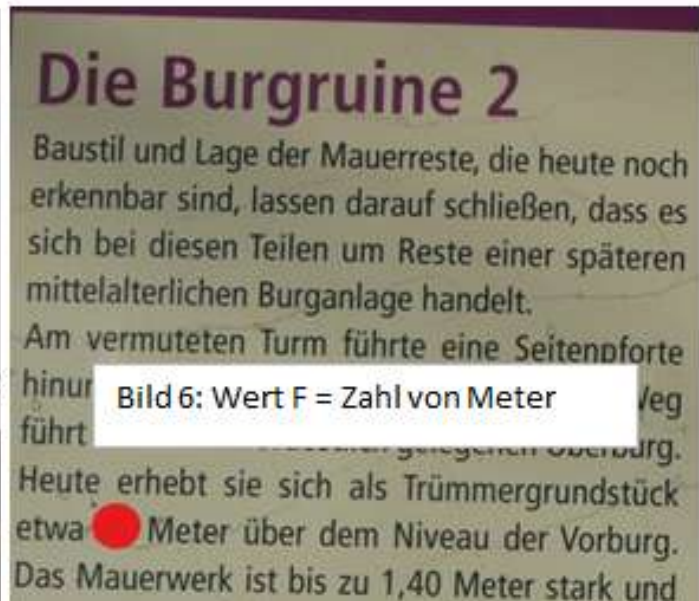 Die Burgruine 2
Baustil und Lage der Mauerreste, die heute noch
erkennbar sind, lassen darauf schließen, dass es
sich bei diesen Teilen um Reste einer späteren
mittelalterlichen Burganlage handelt.
Am vermuteten Turm führte eine Seitenpforte
Bild 6: Wert F = Zahl von Meter
führt gelegenen Oberburg.
Heute erhebt sie sich als Trümmergrundstück
etwa Meter über dem Niveau der Vorburg.
Das Mauerwerk ist bis zu 1,40 Meter stark und